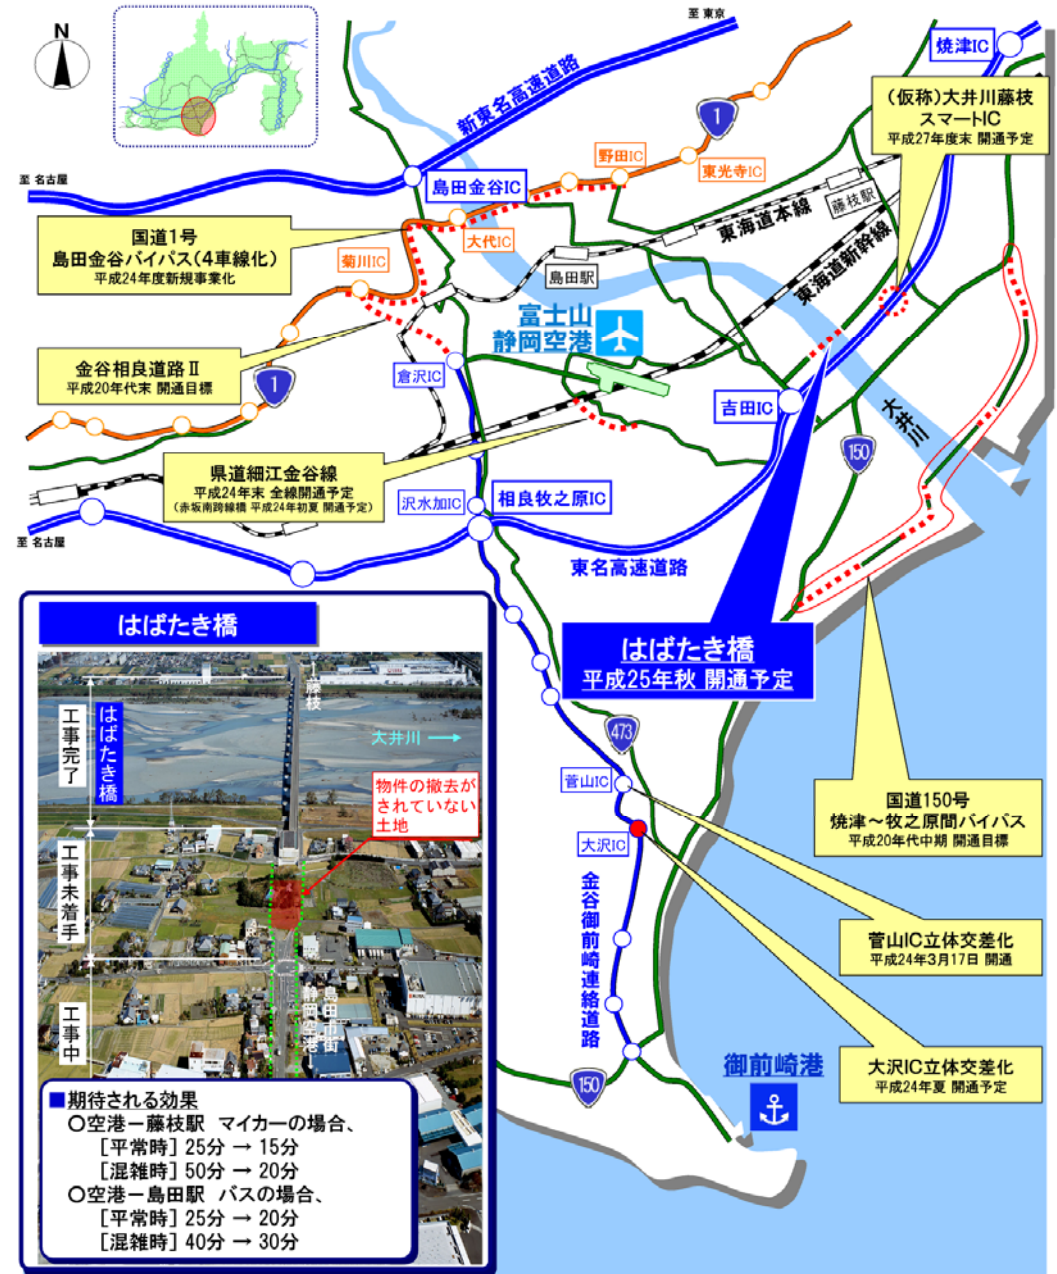 至 東京
焼津IC
N
新東名高速道路
1
(仮称)大井川藤枝
スマートIC
平成27年度末 開通予定
野田IC
東光寺IC
至 名古屋
島田金谷IC
藤枝駅
東海道本線
国道1号
島田金谷バイパス(4車線化)
平成24年度新規事業化
大代IC
菊川IC
島田駅
東海道新幹線
富士山
静岡空港
金谷相良道路Ⅱ
平成20年代末 開通目標
1
倉沢IC
吉田IC
大井川
150
県道細江金谷線
平成24年末 全線開通予定
(赤坂南跨線橋 平成24年初夏 開通予定)
沢水加IC
相良牧之原IC
至 名古屋
東名高速道路
はばたき橋
平成25年秋 開通予定
473
菅山IC
国道150号
焼津～牧之原間バイパス
平成20年代中期 開通目標
大沢IC
金谷御前崎連絡道路
菅山IC立体交差化
平成24年3月17日 開通
大沢IC立体交差化
平成24年夏 開通予定
150
御前崎港
はばたき橋
藤枝
工事完了
はばたき橋
大井川
物件の撤去が
されていない
土地
工事未着手
工事中
島田市街
静岡空港
■期待される効果
○空港－藤枝駅 マイカーの場合、
[平常時] 25分 → 15分
[混雑時] 50分 → 20分
○空港－島田駅 バスの場合、
[平常時] 25分 → 20分
[混雑時] 40分 → 30分